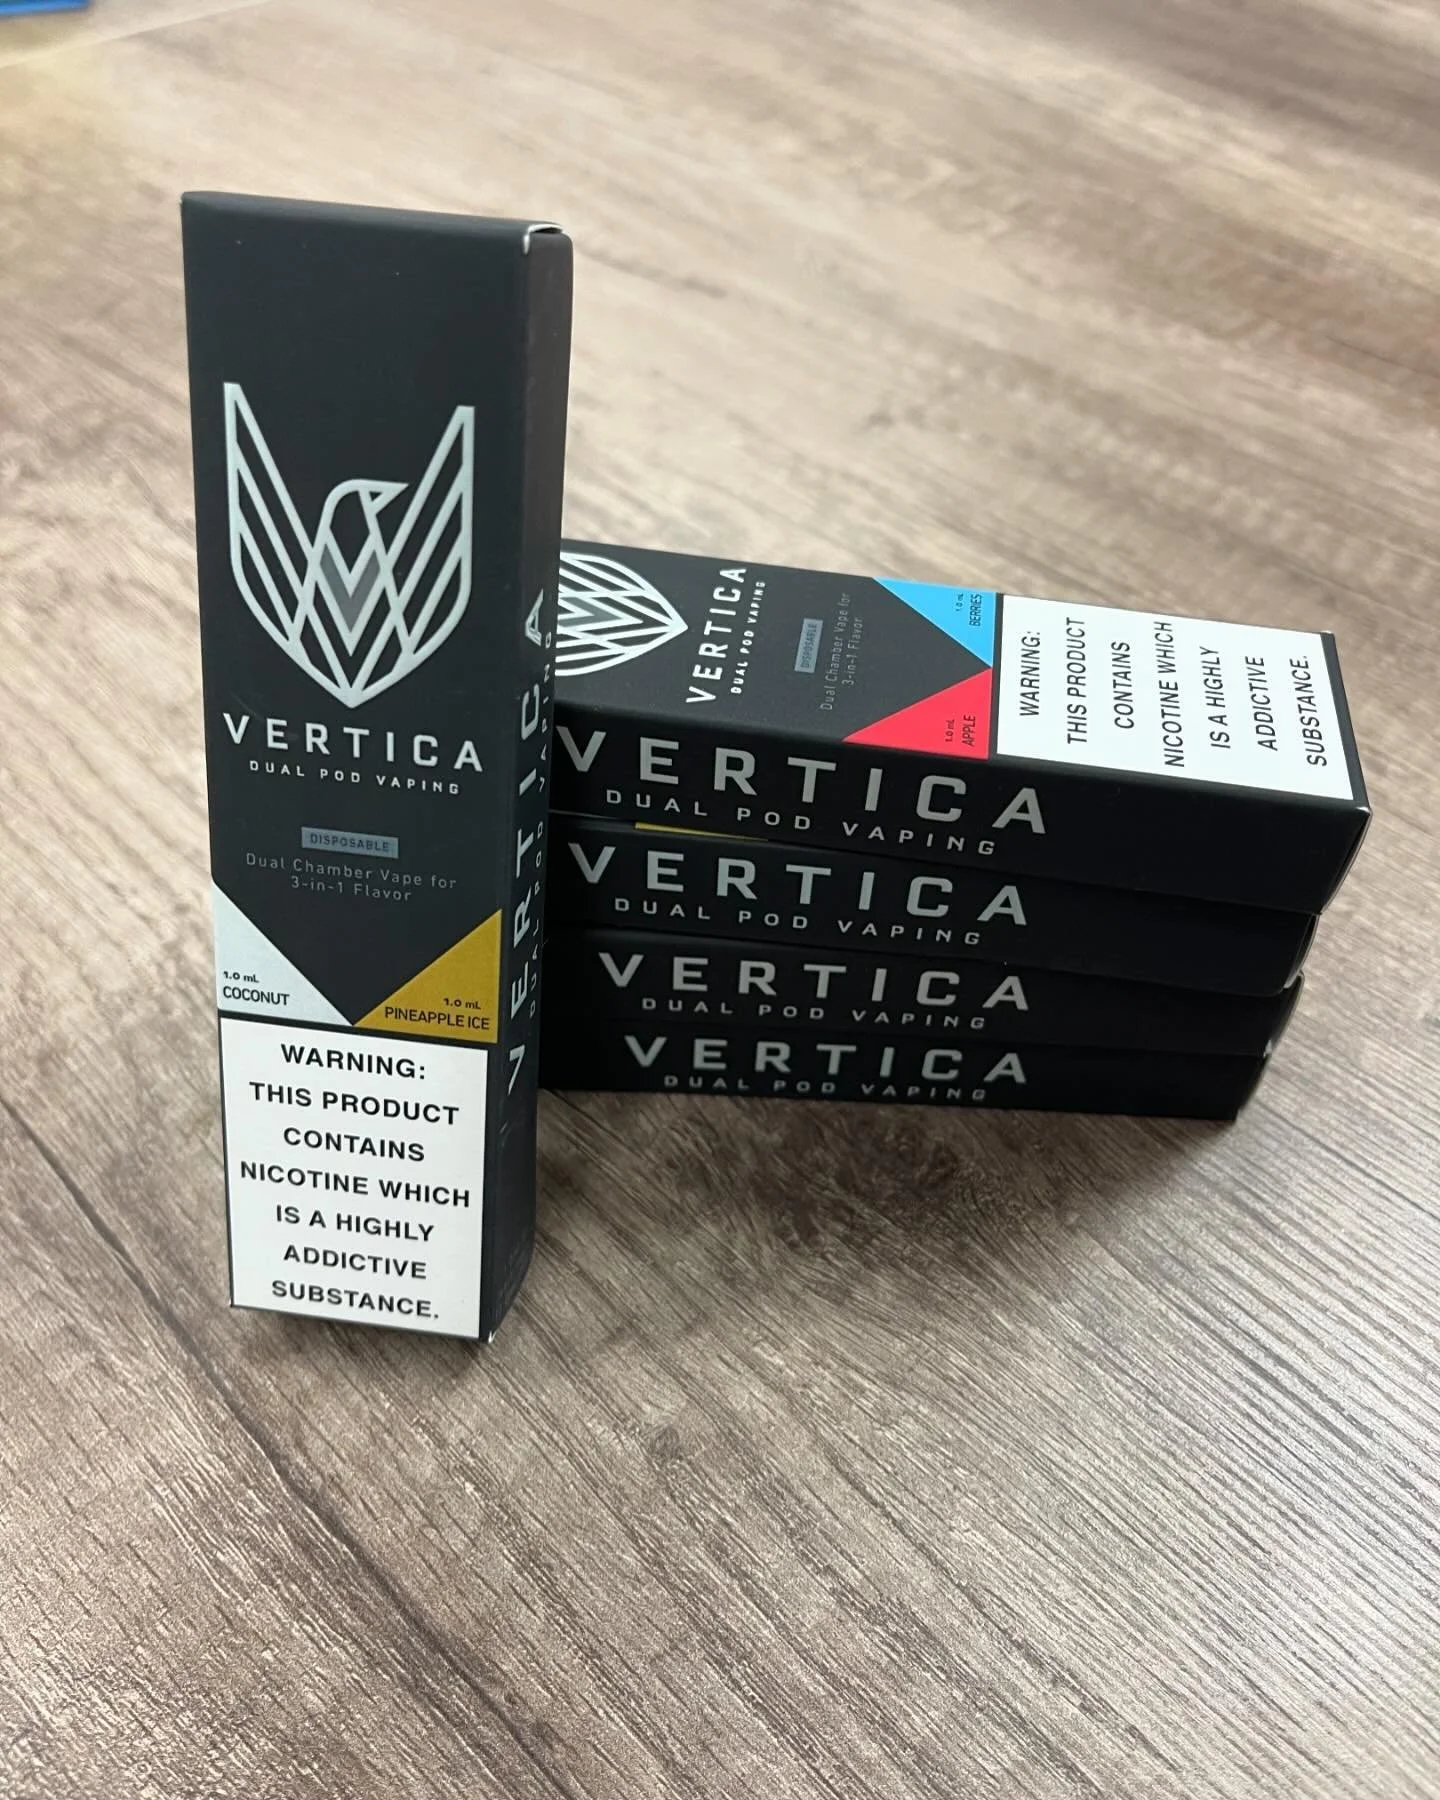 VERTICA
DUAL POD VAPING
DISPOSABLE
Dual Chamber Vape for
3-in-1 Flavor
1.0 mL
COCONUT
1.0 mL
PINEAPPLE ICE
WARNING:
THIS PRODUCT
CONTAINS
NICOTINE WHICH
IS A HIGHLY
ADDICTIVE
SUBSTANCE.
VERTICA
DUAL POD VAPING
VERTICA
DUAL POD VAPING
DISPOSABLE
Dual Chamber Vape for
3-in-1 Flavor
1.0 mL
BERRIES
1.0 mL
APPLE
WARNING:
THIS PRODUCT
CONTAINS
NICOTINE WHICH
IS A HIGHLY
ADDICTIVE
SUBSTANCE.
VERTICA
DUAL POD VAPING
VERTICA
DUAL POD VAPING
VERTICA
DUAL POD VAPING
VERTICA
DUAL POD VAPING